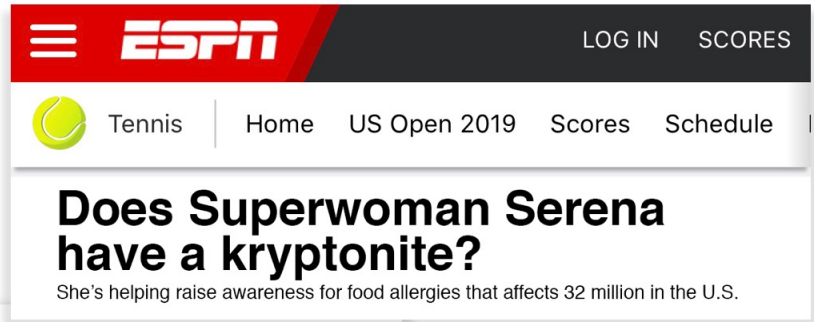 ESPN LOG IN SCORES
Tennis Home US Open 2019 Scores Schedule
Does Superwoman Serena
have a kryptonite?
She's helping raise awareness for food allergies that affects 32 million in the U.S.